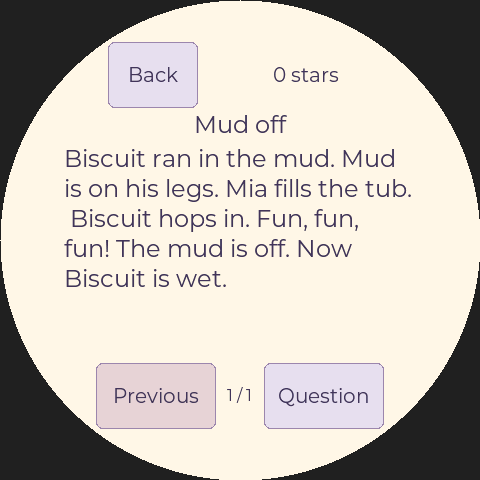 Back
0 stars
Mud off
Biscuit ran in the mud. Mud
is on his legs. Mia fills the tub.
Biscuit hops in. Fun, fun,
fun! The mud is off. Now
Biscuit is wet.
Previous
1 / 1
Question